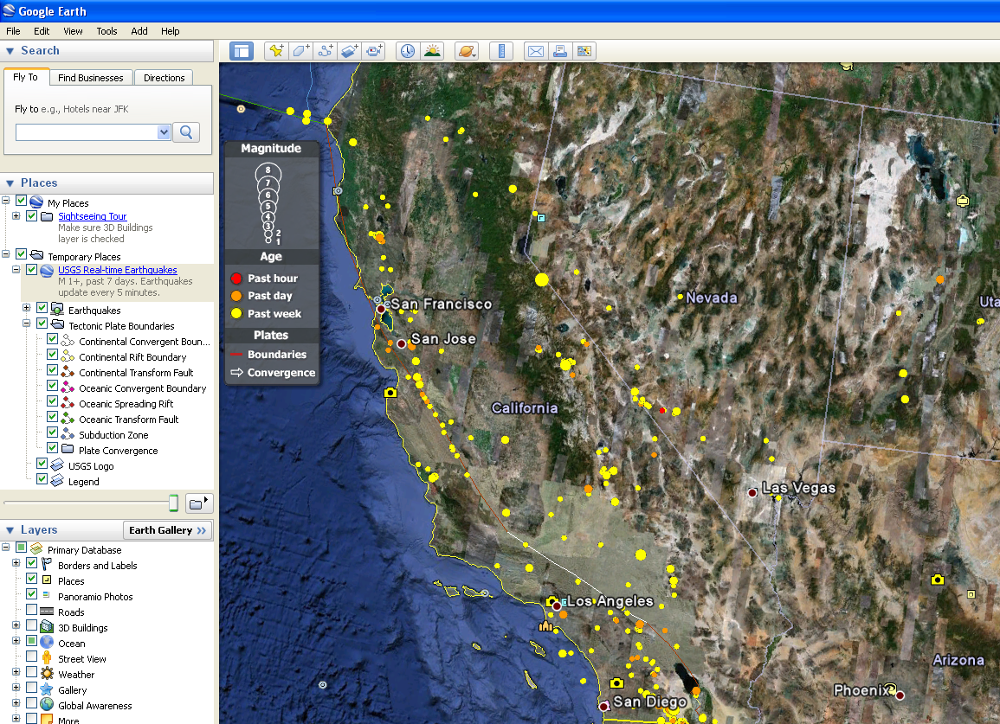 Google Earth
File Edit View Tools Add Help
Search
Fly To Find Businesses Directions
Fly to e.g., Hotels near JFK
Places
My Places
Sightseeing Tour
Make sure 3D Buildings
layer is checked
Temporary Places
USGS Real-time Earthquakes
M 1+, past 7 days. Earthquakes
update every 5 minutes.
Earthquakes
Tectonic Plate Boundaries
Continental Convergent Boun...
Continental Rift Boundary
Continental Transform Fault
Oceanic Convergent Boundary
Oceanic Spreading Rift
Oceanic Transform Fault
Subduction Zone
Plate Convergence
USGS Logo
Legend
Layers
Earth Gallery >>
Primary Database
Borders and Labels
Places
Panoramio Photos
Roads
3D Buildings
Ocean
Street View
Weather
Gallery
Global Awareness
More
Magnitude
8
7
6
5
4
3
2
1
Age
Past hour
Past day
Past week
Plates
Boundaries
Convergence
San Francisco
San Jose
Nevada
Uta
California
Las Vegas
Los Angeles
Arizona
Phoenix
San Diego